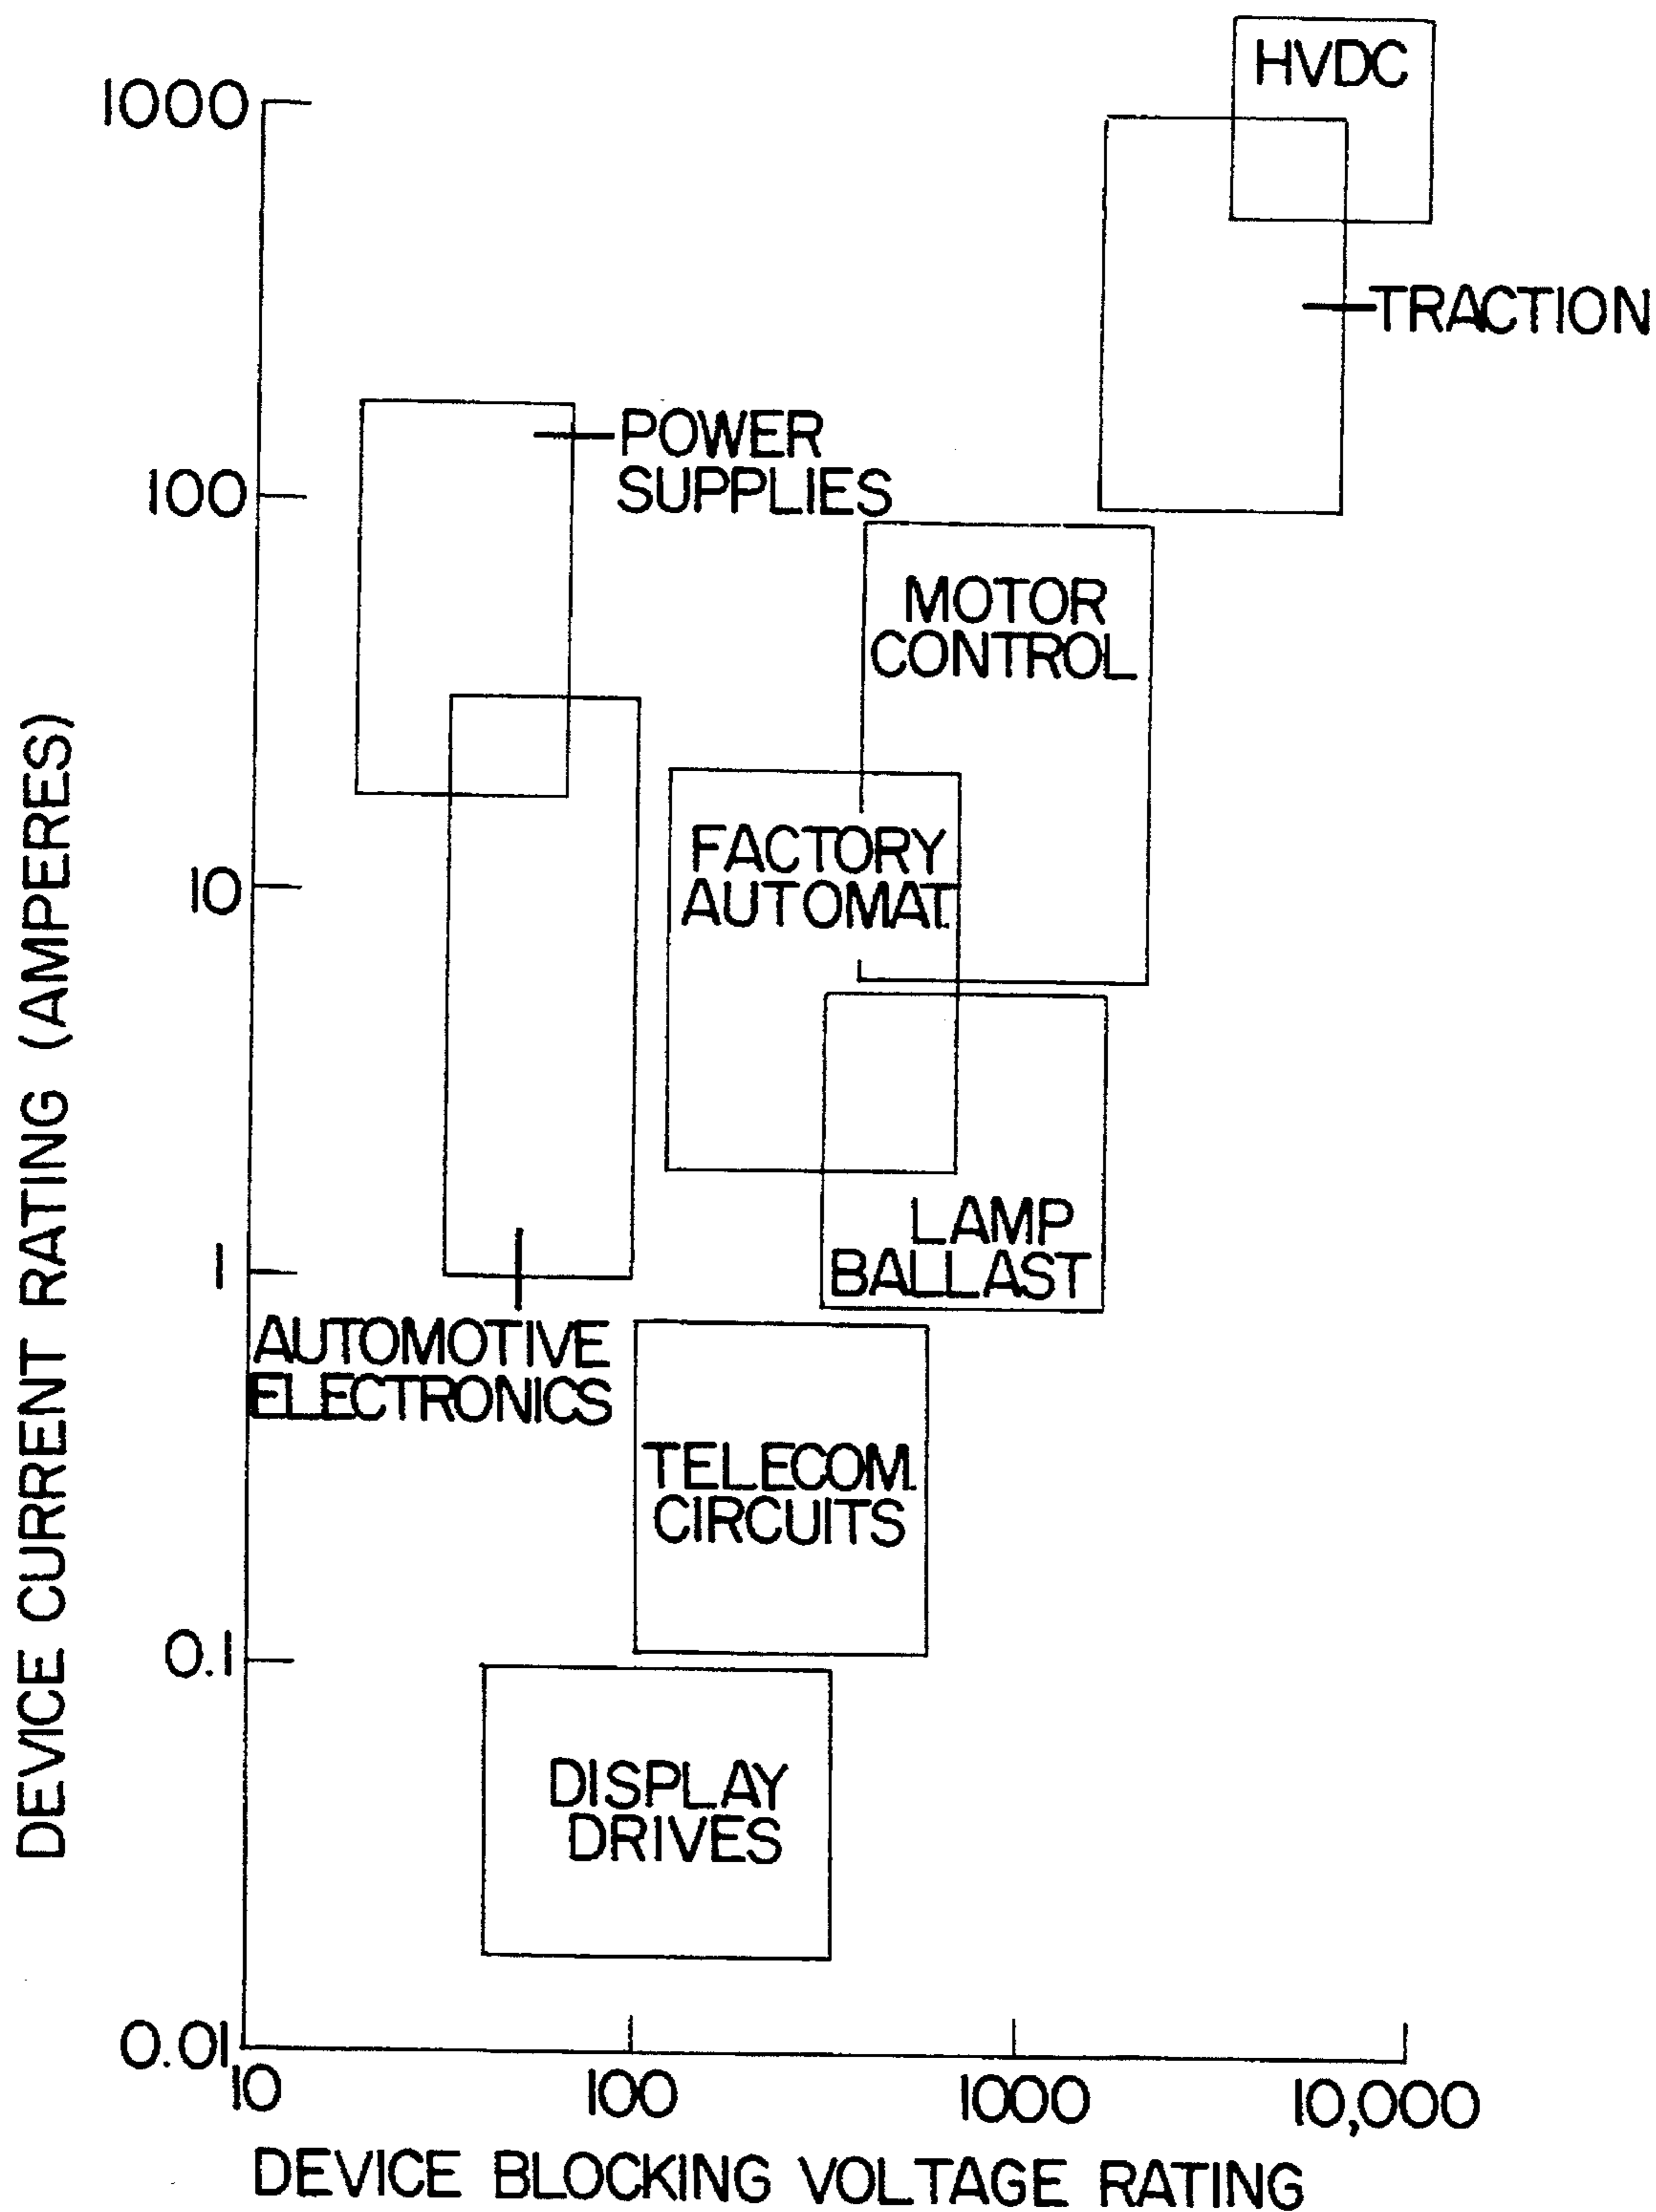 HVDC
1000
TRACTION
POWER
SUPPLIES
100
MOTOR
CONTROL
FACTORY
AUTOMAT.
10
DEVICE CURRENT RATING (AMPERES)
LAMP
BALLAST
1
AUTOMOTIVE
ELECTRONICS
TELECOM.
CIRCUITS
0.1
DISPLAY
DRIVES
0.01
10
100
1000
10,000
DEVICE BLOCKING VOLTAGE RATING